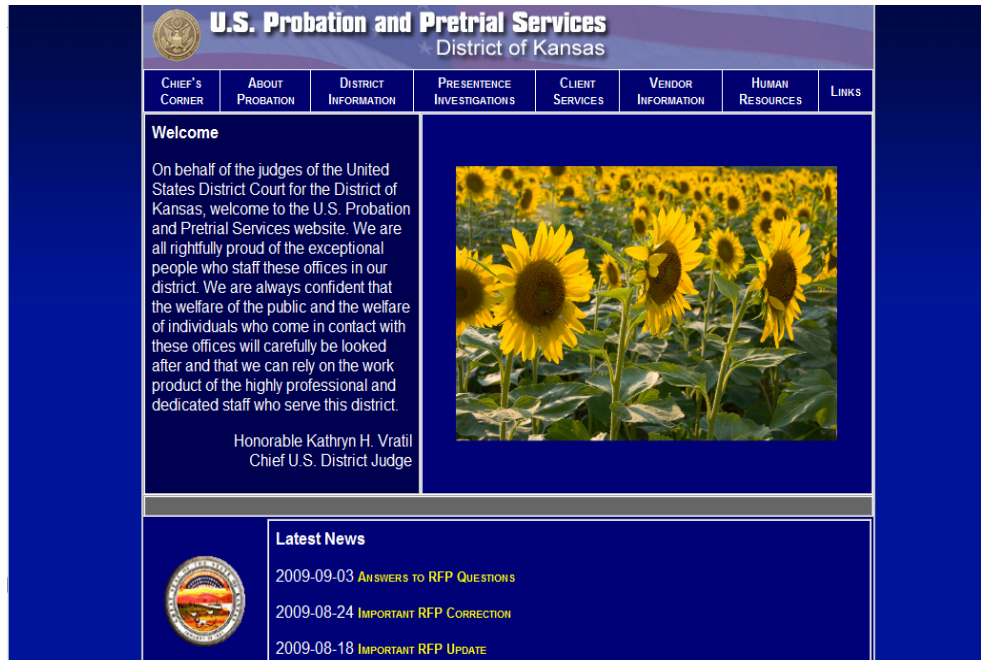 U.S. Probation and Pretrial Services
District of Kansas
CHIEF'S
CORNER
ABOUT
PROBATION
DISTRICT
INFORMATION
PRESENTENCE
INVESTIGATIONS
CLIENT
SERVICES
VENDOR
INFORMATION
HUMAN
RESOURCES
LINKS
Welcome
On behalf of the judges of the United
States District Court for the District of
Kansas, welcome to the U.S. Probation
and Pretrial Services website. We are
all rightfully proud of the exceptional
people who staff these offices in our
district. We are always confident that
the welfare of the public and the welfare
of individuals who come in contact with
these offices will carefully be looked
after and that we can rely on the work
product of the highly professional and
dedicated staff who serve this district.
Honorable Kathryn H. Vratil
Chief U.S. District Judge
Latest News
2009-09-03 ANSWERS TO RFP QUESTIONS
2009-08-24 IMPORTANT RFP CORRECTION
2009-08-18 IMPORTANT RFP UPDATE